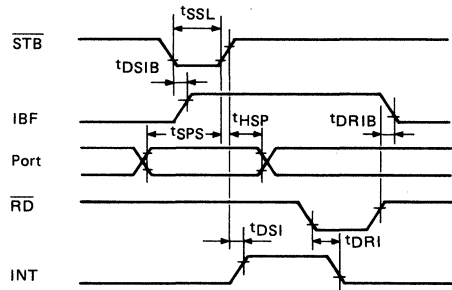 tSSL
STB
tDSIB
IBF
tSPS
tHSP
tDRIB
Port
RD
tDSI
tDRI
INT